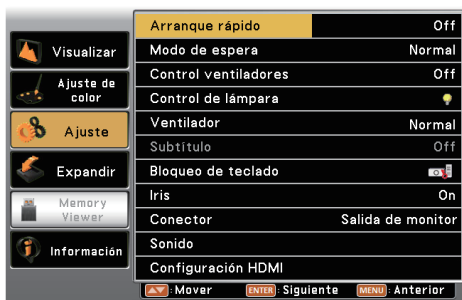 Visualizar
Ajuste de
color
Ajuste
Expandir
Memory
Viewer
Información
Arranque rápido Off
Modo de espera Normal
Control ventiladores Off
Control de lámpara
Ventilador Normal
Subtítulo Off
Bloqueo de teclado
Iris On
Conector Salida de monitor
Sonido
Configuración HDMI
:Mover ENTER :Siguiente MENU :Anterior